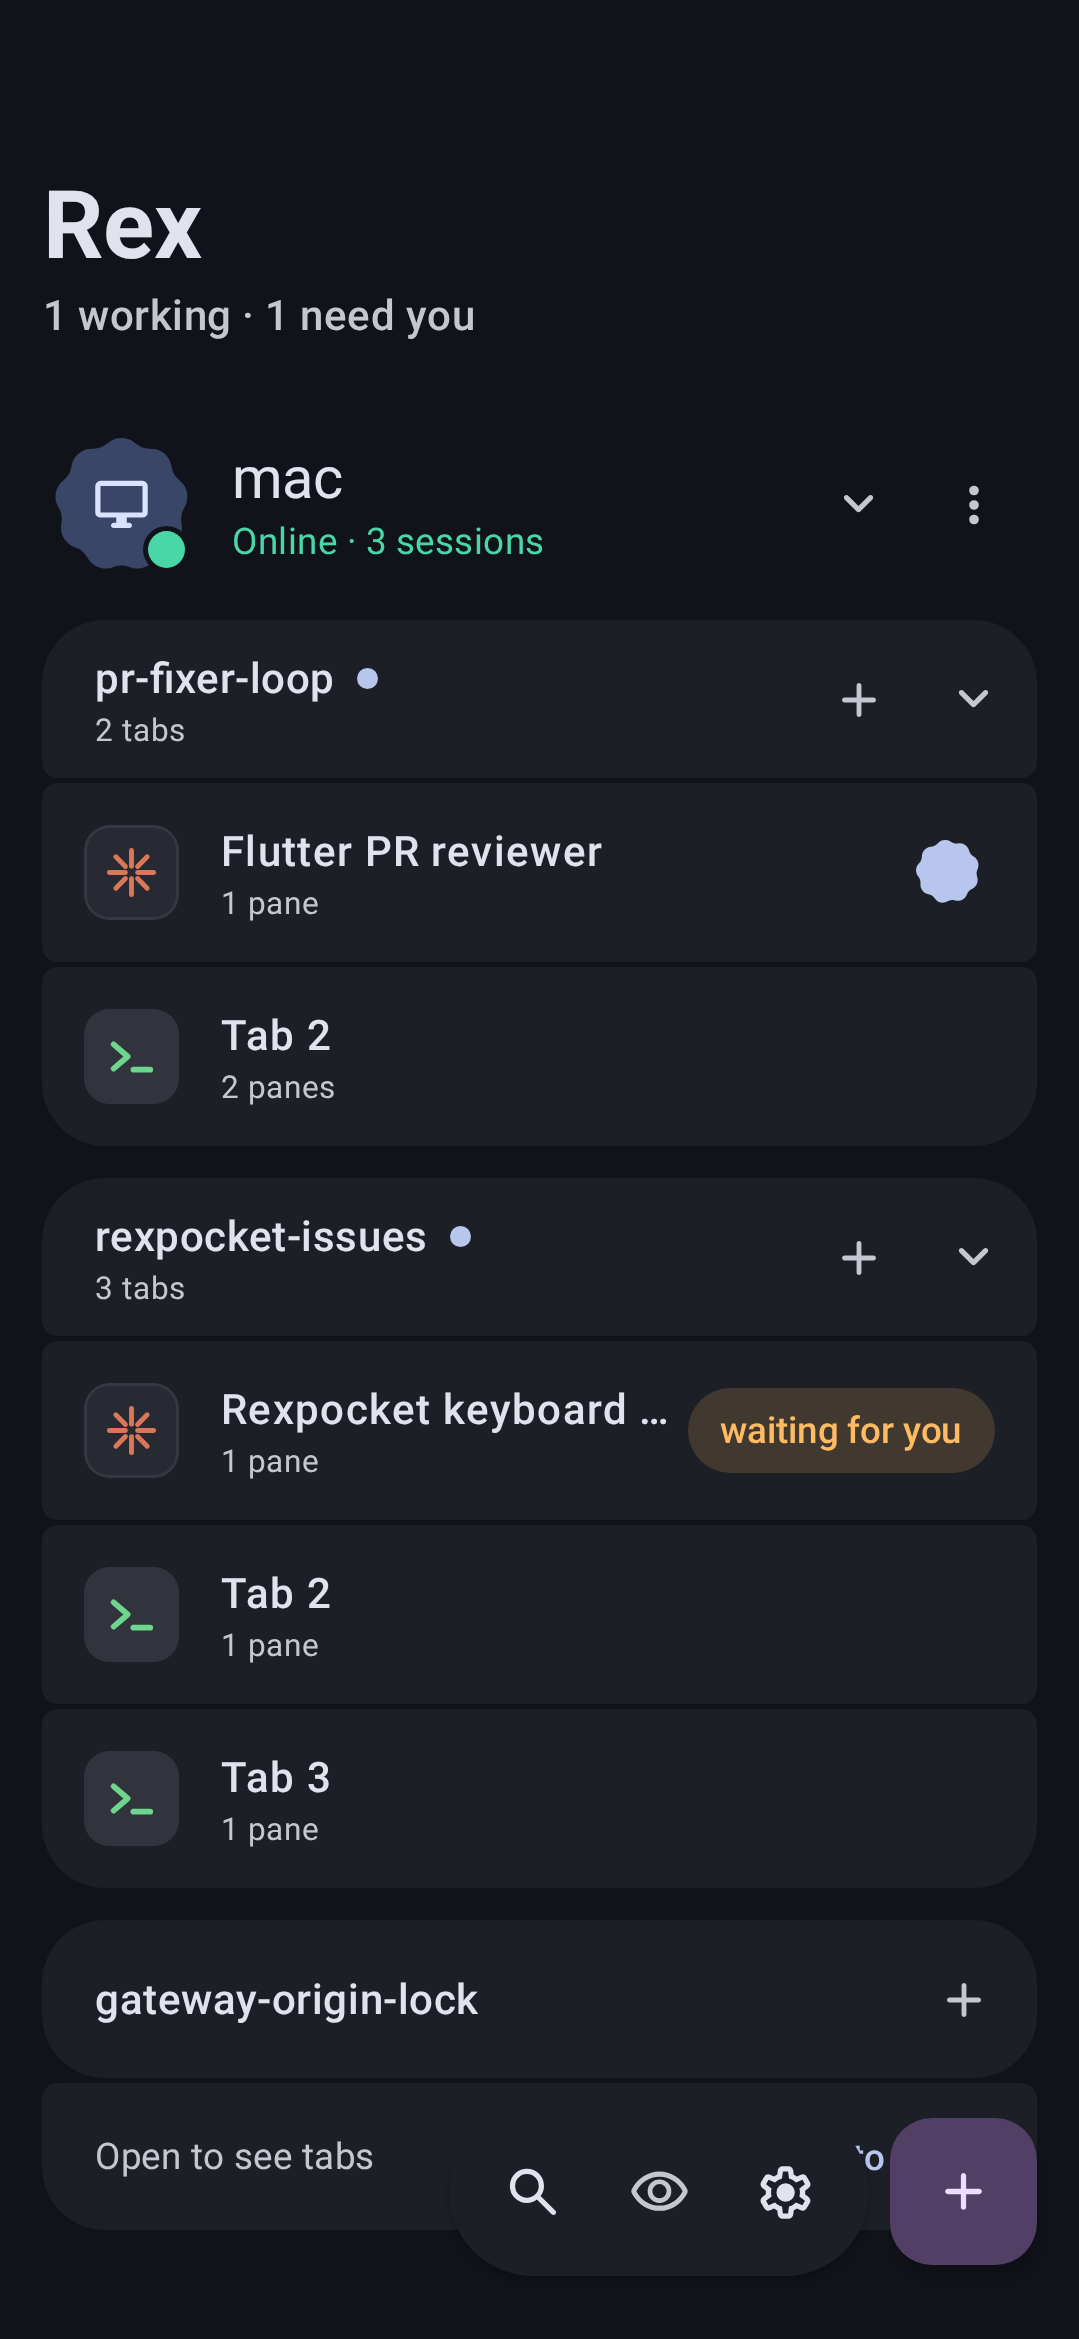 Rex
1 working · 1 need you
mac
Online · 3 sessions
pr-fixer-loop
2 tabs
Flutter PR reviewer
1 pane
Tab 2
2 panes
rexpocket-issues
3 tabs
Rexpocket keyboard ...
waiting for you
1 pane
Tab 2
1 pane
Tab 3
1 pane
gateway-origin-lock
Open to see tabs